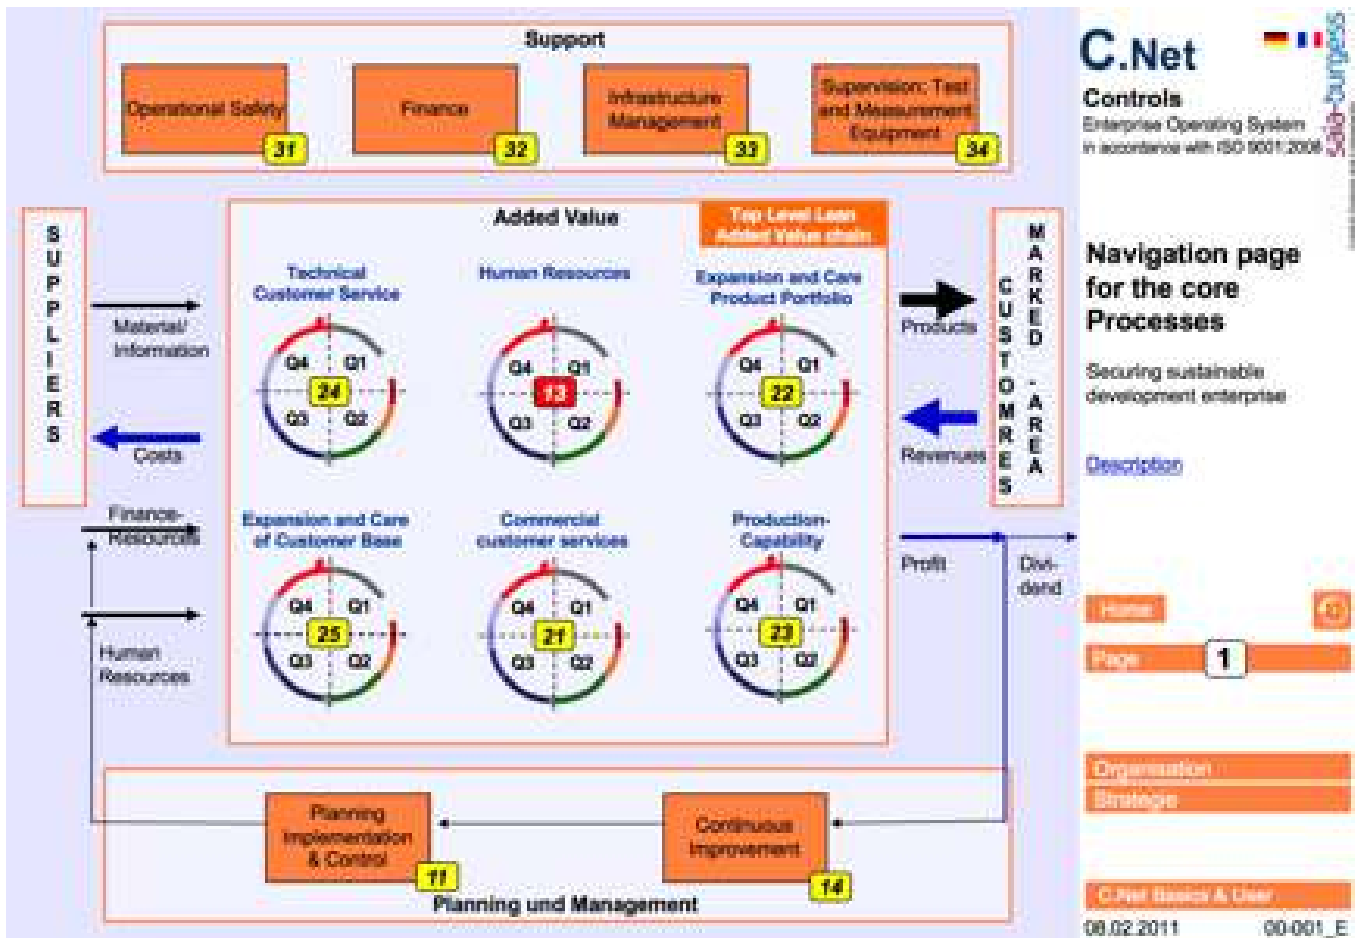 Support
Operational Safety
31
Finance
32
Infrastructure
Management
33
Supervision: Test
and Measurement
Equipment
34
SUPPLIERS
Material/
Information
Costs
Finance-
Resources
Human
Resources
Added Value
Top Level Lean
Added Value chain
Technical
Customer Service
Q4 Q1
24
Q3 Q2
Human Resources
Q4 Q1
13
Q3 Q2
Expansion and Care
Product Portfolio
Q4 Q1
22
Q3 Q2
Expansion and Care
of Customer Base
Q4 Q1
25
Q3 Q2
Commercial
customer services
Q4 Q1
21
Q3 Q2
Production-
Capability
Q4 Q1
23
Q3 Q2
Products
Revenues
Profit
Divi-
dend
CUSTOMRES
MARKED - AREA
Planning
Implementation
& Control
11
Continuous
Improvement
14
Planning und Management
C.Net
saia-burgess
Controls
Enterprise Operating System
in accordance with ISO 9001:2008
Navigation page
for the core
Processes
Securing sustainable
development enterprise
Description
Home
Page 1
Organisation
Strategie
C.Net Basics & User
08.02.2011 00-001_E